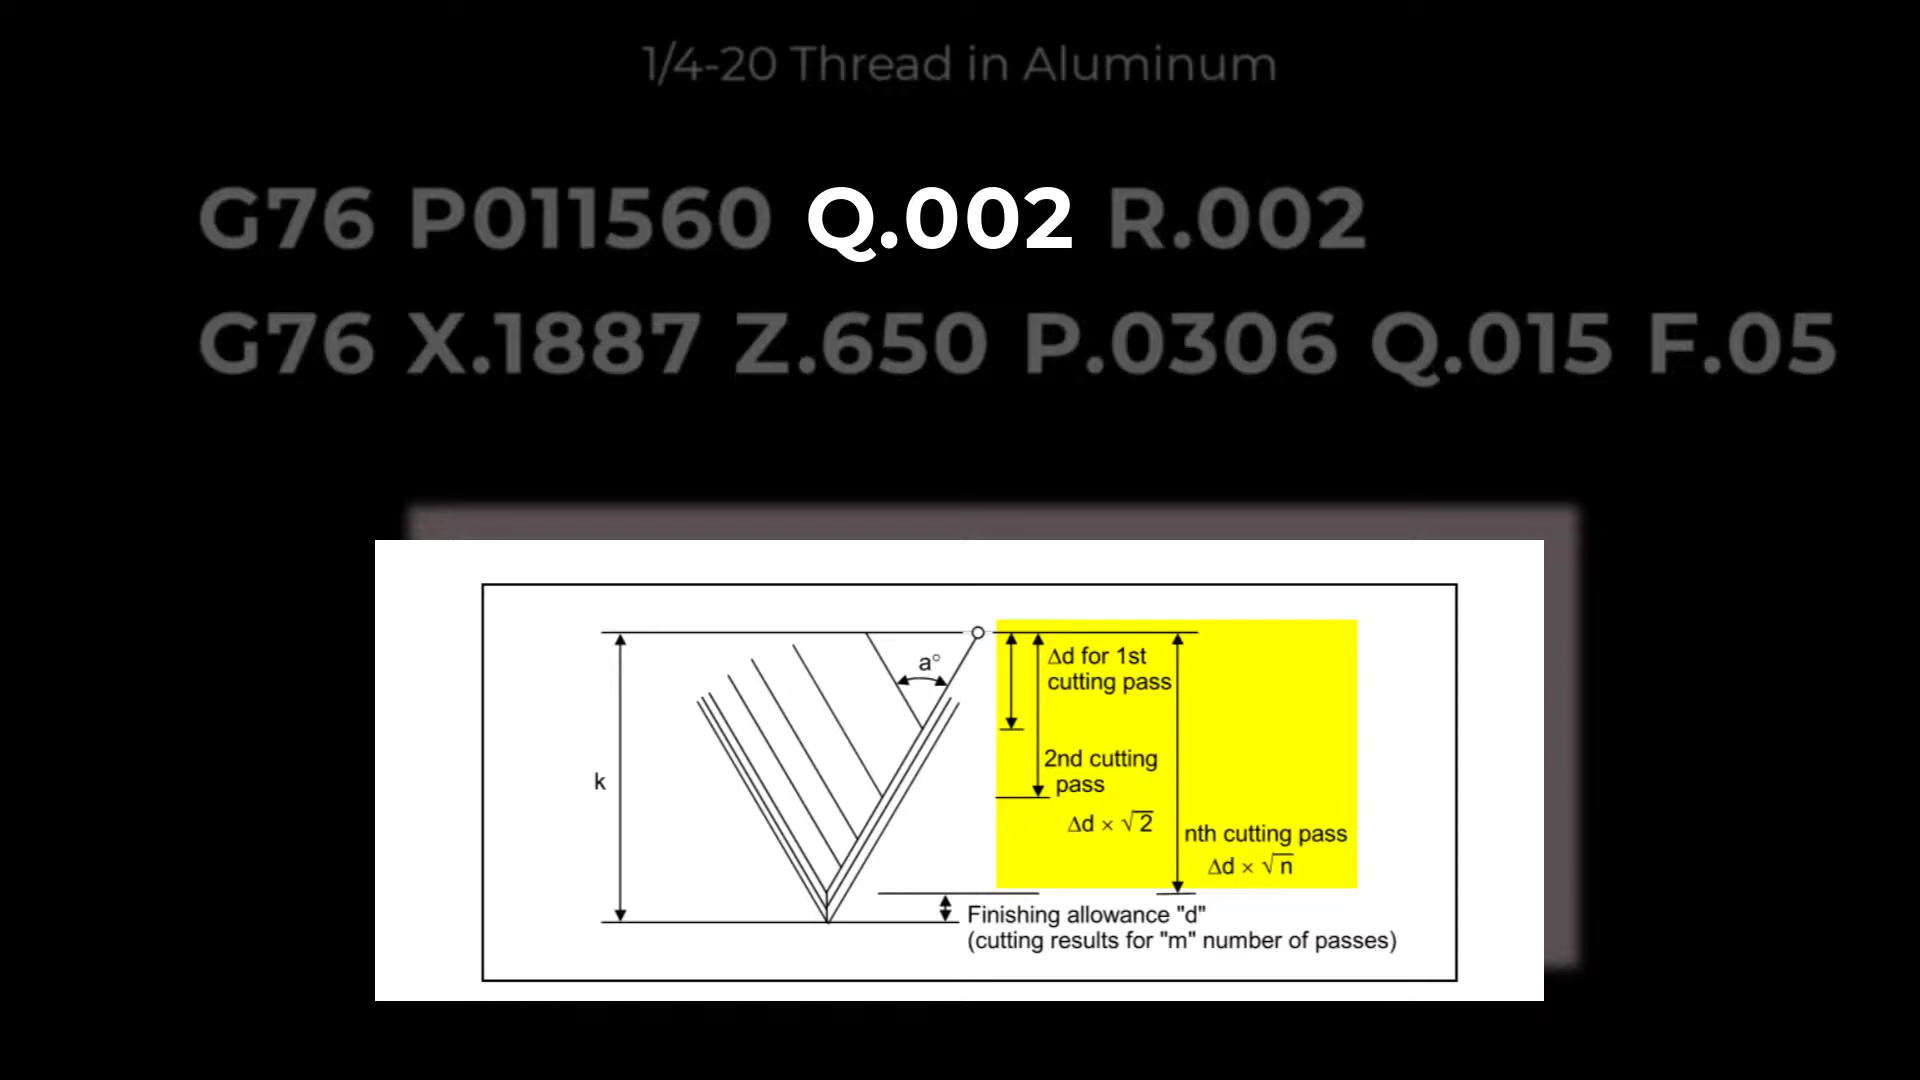 1/4-20 Thread in Aluminum
G76 P011560 Q.002 R.002
G76 X.1887 Z.650 P.0306 Q.015 F.05
a°
Δd for 1st
cutting pass
k
2nd cutting
pass
Δd × √2
nth cutting pass
Δd × √n
Finishing allowance "d"
(cutting results for "m" number of passes)